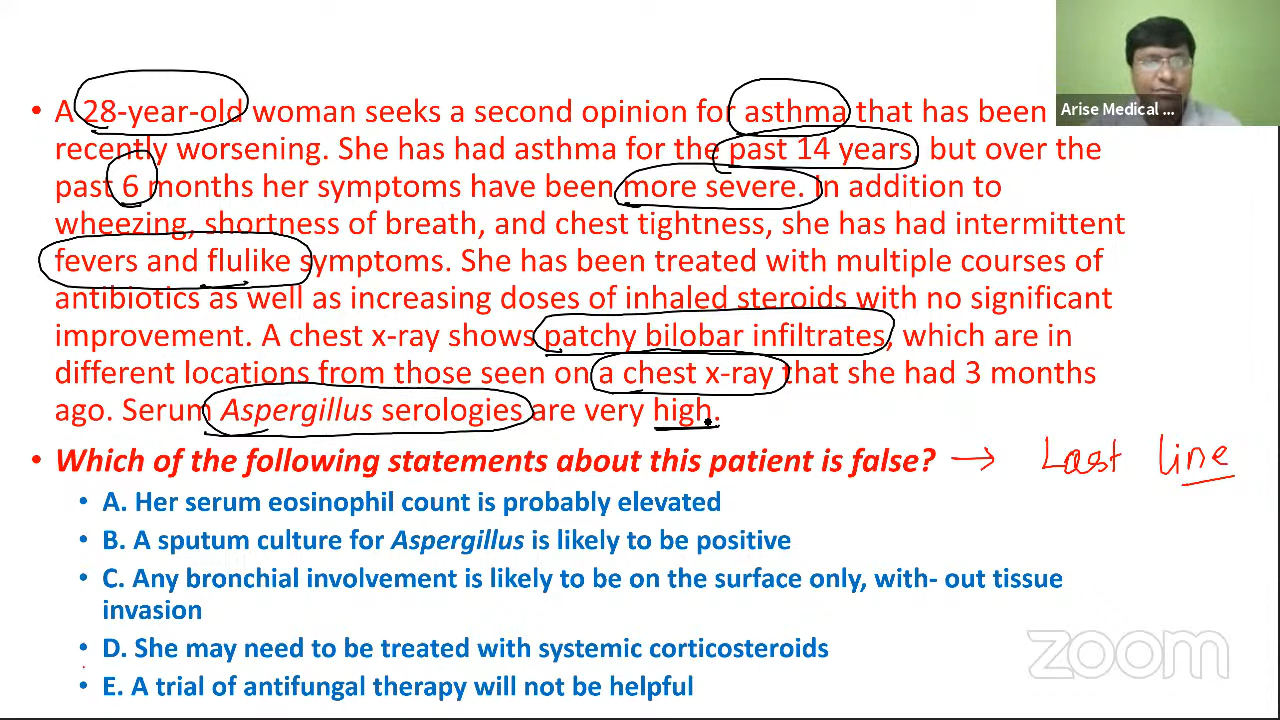 • A 28-year-old woman seeks a second opinion for asthma that has been
recently worsening. She has had asthma for the past 14 years, but over the
past 6 months her symptoms have been more severe. In addition to
wheezing, shortness of breath, and chest tightness, she has had intermittent
fevers and flulike symptoms. She has been treated with multiple courses of
antibiotics as well as increasing doses of inhaled steroids with no significant
improvement. A chest x-ray shows patchy bilobar infiltrates, which are in
different locations from those seen on a chest x-ray that she had 3 months
ago. Serum Aspergillus serologies are very high.
• Which of the following statements about this patient is false? → Last line
• A. Her serum eosinophil count is probably elevated
• B. A sputum culture for Aspergillus is likely to be positive
• C. Any bronchial involvement is likely to be on the surface only, with- out tissue
invasion
• D. She may need to be treated with systemic corticosteroids
• E. A trial of antifungal therapy will not be helpful
Arise Medical ...
zoom